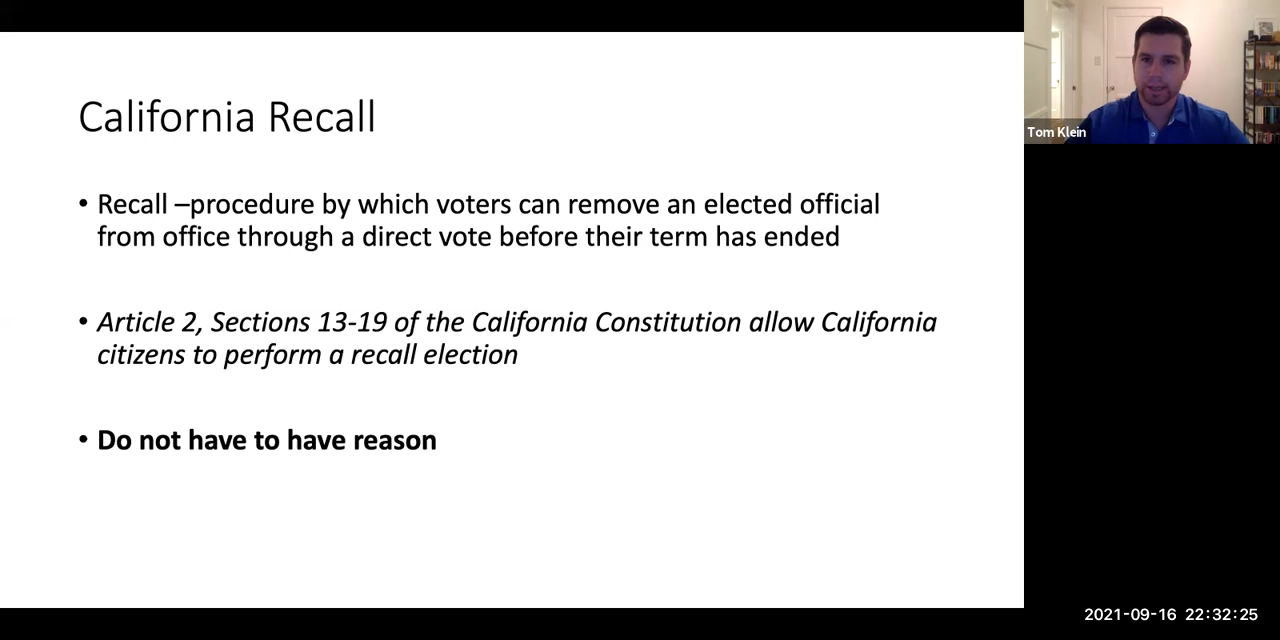 California Recall
• Recall –procedure by which voters can remove an elected official
from office through a direct vote before their term has ended
• Article 2, Sections 13-19 of the California Constitution allow California
citizens to perform a recall election
• Do not have to have reason
Tom Klein
2021-09-16 22:32:25